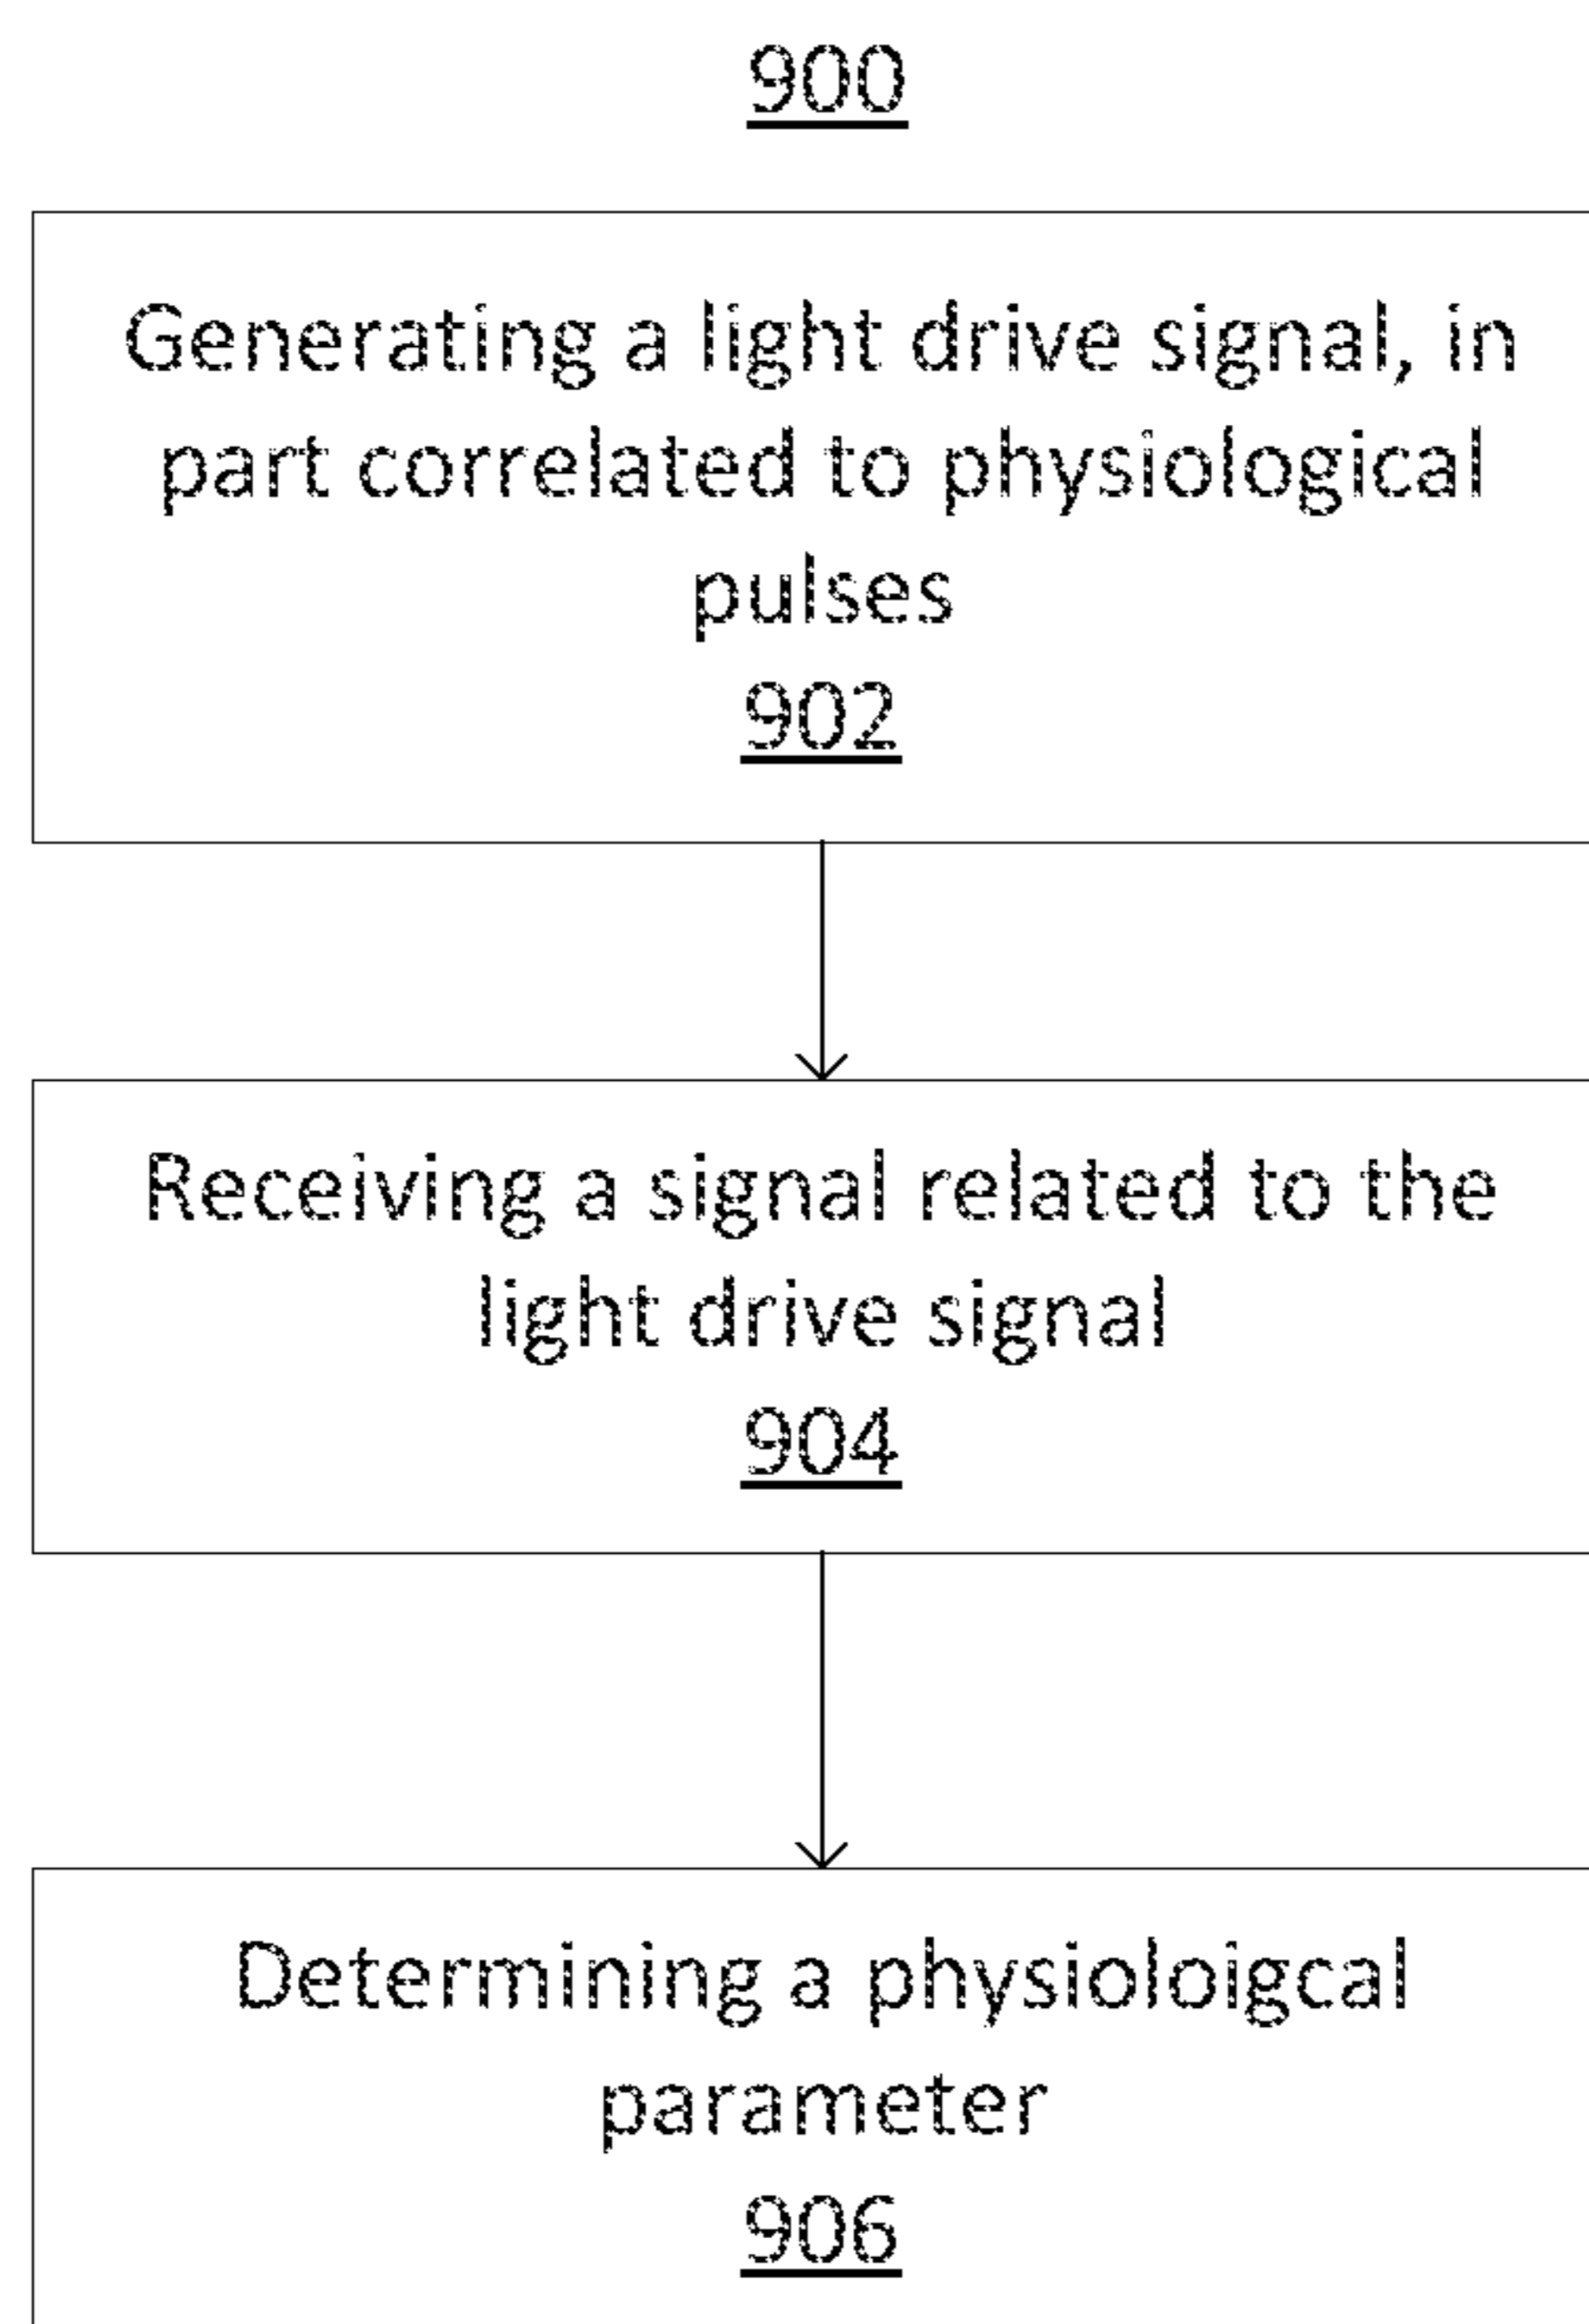 900
Generating a light drive signal, in
part correlated to physiological
pulses
902
Receiving a signal related to the
light drive signal
904
Determining a physioloigcal
parameter
906